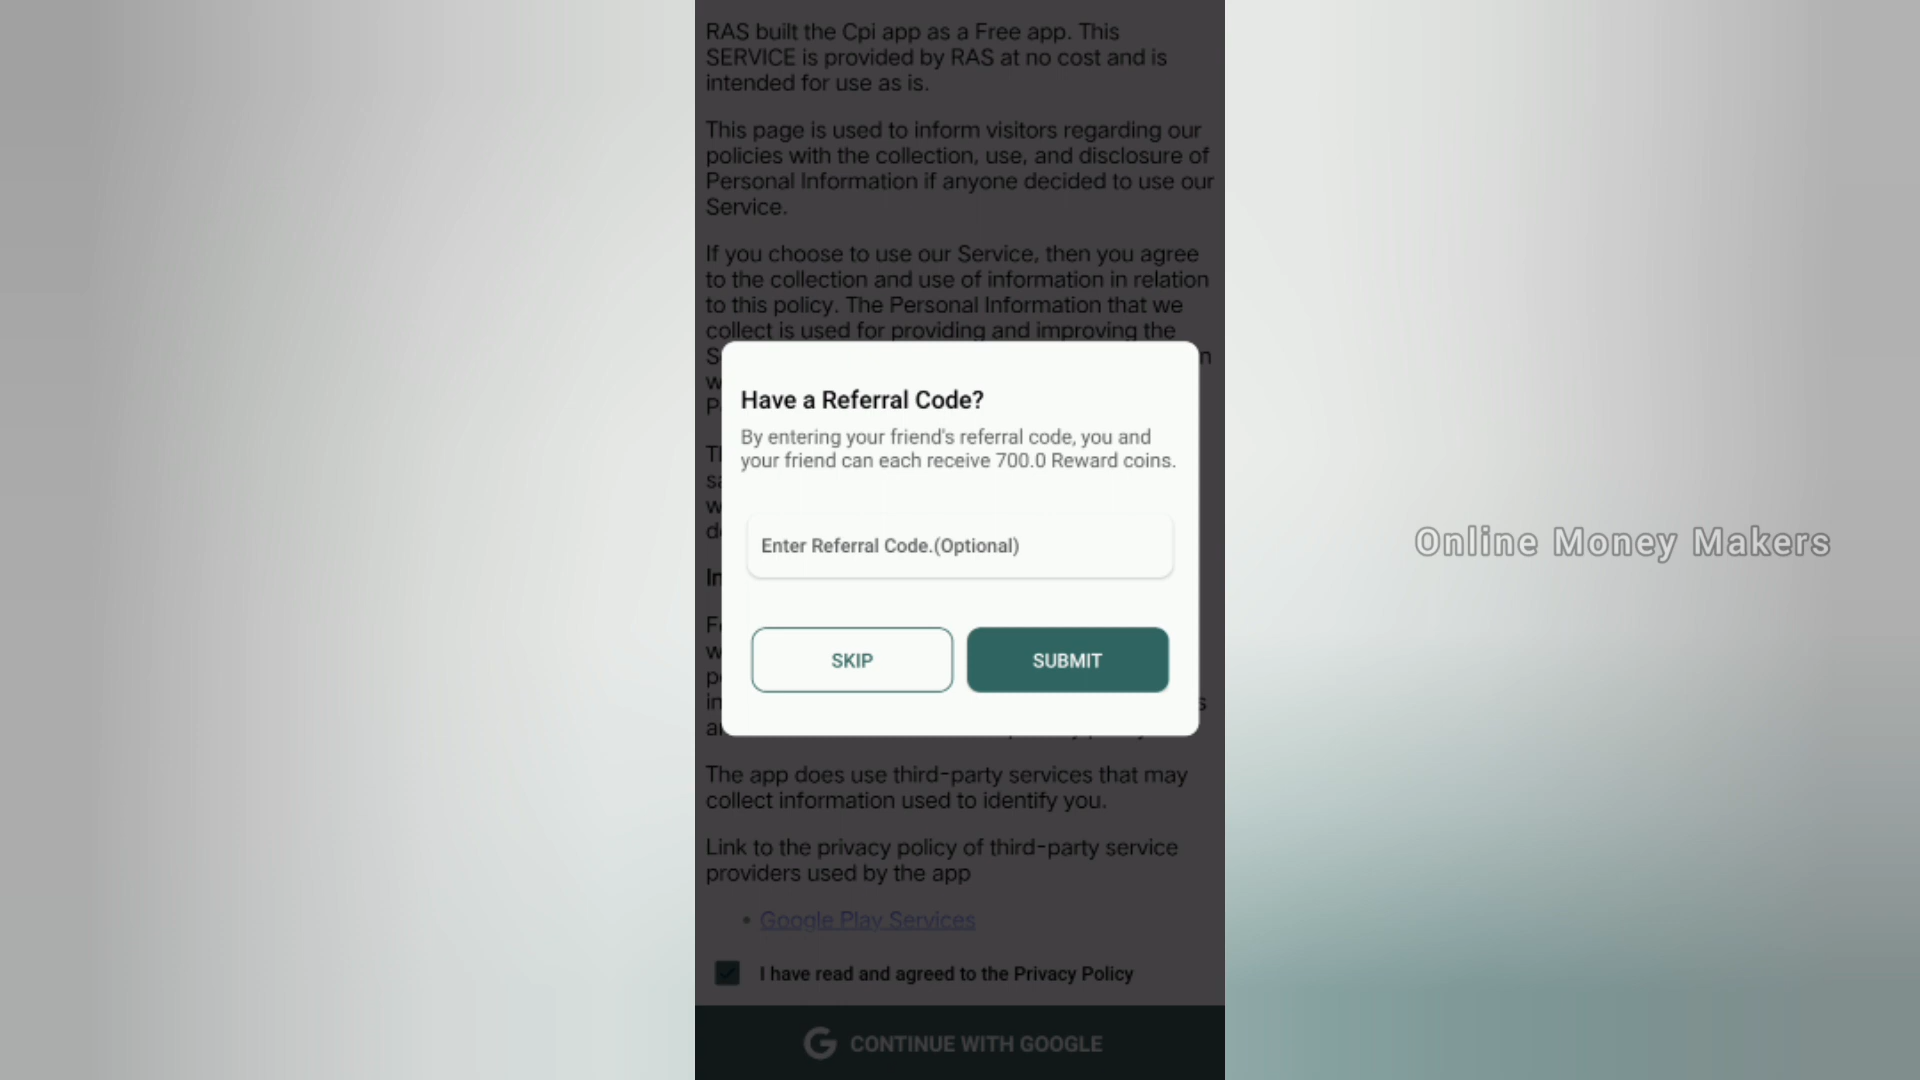 RAS built the Cpi app as a Free app. This
SERVICE is provided by RAS at no cost and is
intended for use as is.
This page is used to inform visitors regarding our
policies with the collection, use, and disclosure of
Personal Information if anyone decided to use our
Service.
If you choose to use our Service, then you agree
to the collection and use of information in relation
to this policy. The Personal Information that we
collect is used for providing and improving the
Have a Referral Code?
By entering your friend's referral code, you and
your friend can each receive 700.0 Reward coins.
Enter Referral Code.(Optional)
SKIP
SUBMIT
The app does use third-party services that may
collect information used to identify you.
Link to the privacy policy of third-party service
providers used by the app
• Google Play Services
I have read and agreed to the Privacy Policy
CONTINUE WITH GOOGLE
Online Money Makers